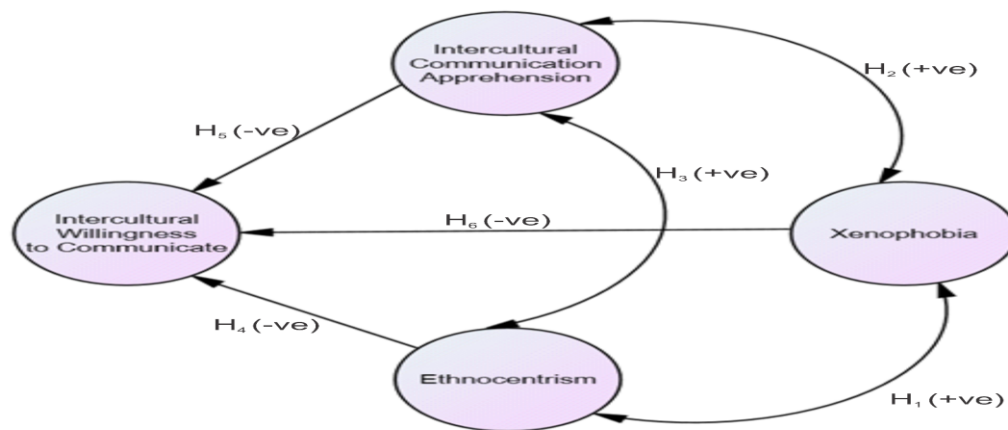 Intercultural
Communication
Apprehension
H₂ (+ve)
H₅ (-ve)
H₃ (+ve)
Intercultural
Willingness
to Communicate
H₆ (-ve)
Xenophobia
H₄ (-ve)
Ethnocentrism
H₁ (+ve)